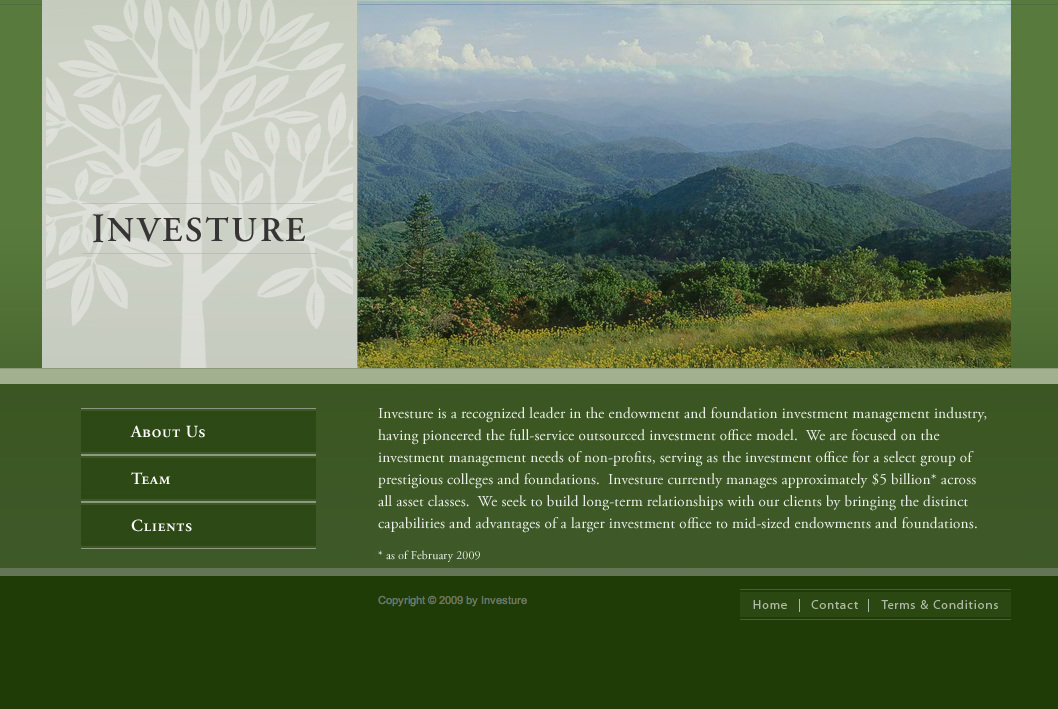 INVESTURE
ABOUT US
TEAM
CLIENTS
Investure is a recognized leader in the endowment and foundation investment management industry,
having pioneered the full-service outsourced investment office model.  We are focused on the
investment management needs of non-profits, serving as the investment office for a select group of
prestigious colleges and foundations.  Investure currently manages approximately $5 billion* across
all asset classes.  We seek to build long-term relationships with our clients by bringing the distinct
capabilities and advantages of a larger investment office to mid-sized endowments and foundations.
* as of February 2009
Copyright © 2009 by Investure
Home | Contact | Terms & Conditions